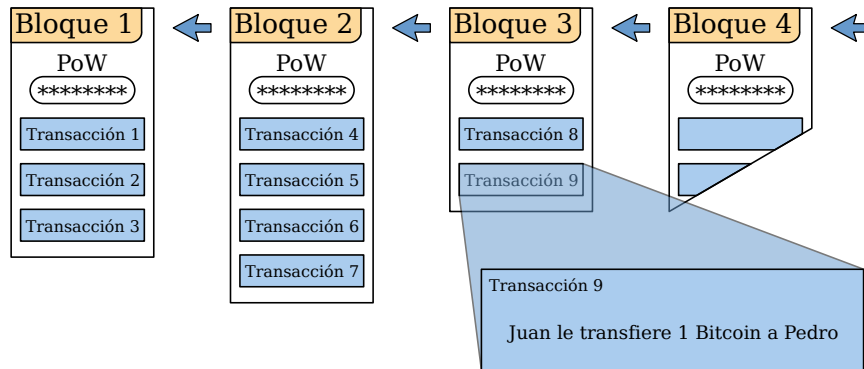 Bloque 1
PoW
********
Transacción 1
Transacción 2
Transacción 3
Bloque 2
PoW
********
Transacción 4
Transacción 5
Transacción 6
Transacción 7
Bloque 3
PoW
********
Transacción 8
Transacción 9
Bloque 4
PoW
********
Transacción 9
Juan le transfiere 1 Bitcoin a Pedro